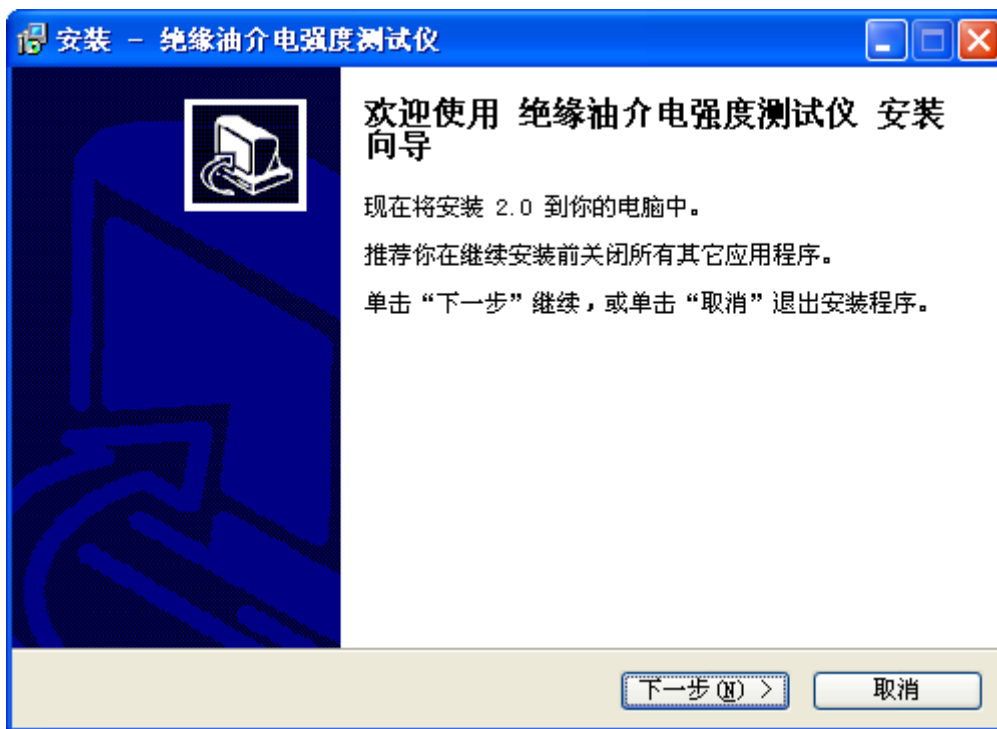 安装 - 绝缘油介电强度测试仪
欢迎使用 绝缘油介电强度测试仪 安装
向导
现在将安装 2.0 到你的电脑中。
推荐你在继续安装前关闭所有其它应用程序。
单击“下一步”继续，或单击“取消”退出安装程序。
下一步(N) >
取消